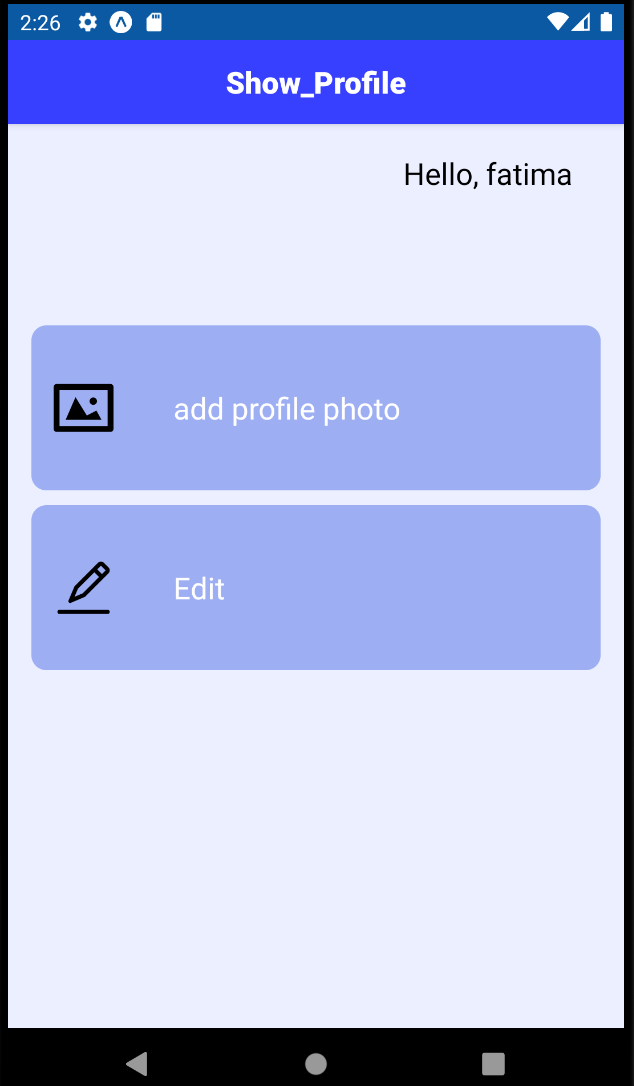 2:26
Show_Profile
Hello, fatima
add profile photo
Edit